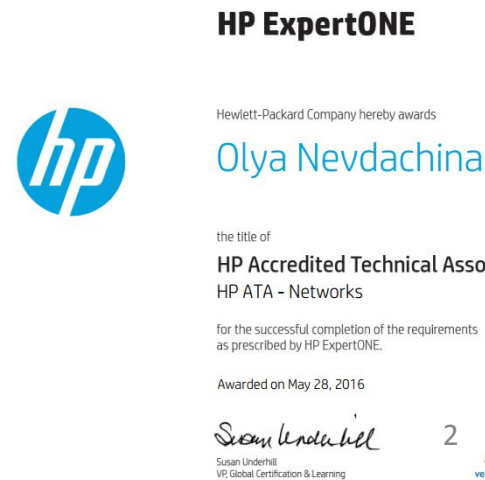 HP ExpertONE
hp
Hewlett-Packard Company hereby awards
Olya Nevdachina
the title of
HP Accredited Technical Asso
HP ATA - Networks
for the successful completion of the requirements
as prescribed by HP ExpertONE.
Awarded on May 28, 2016
Susan Underhill
2
Susan Underhill
VP, Global Certification & Learning
ve